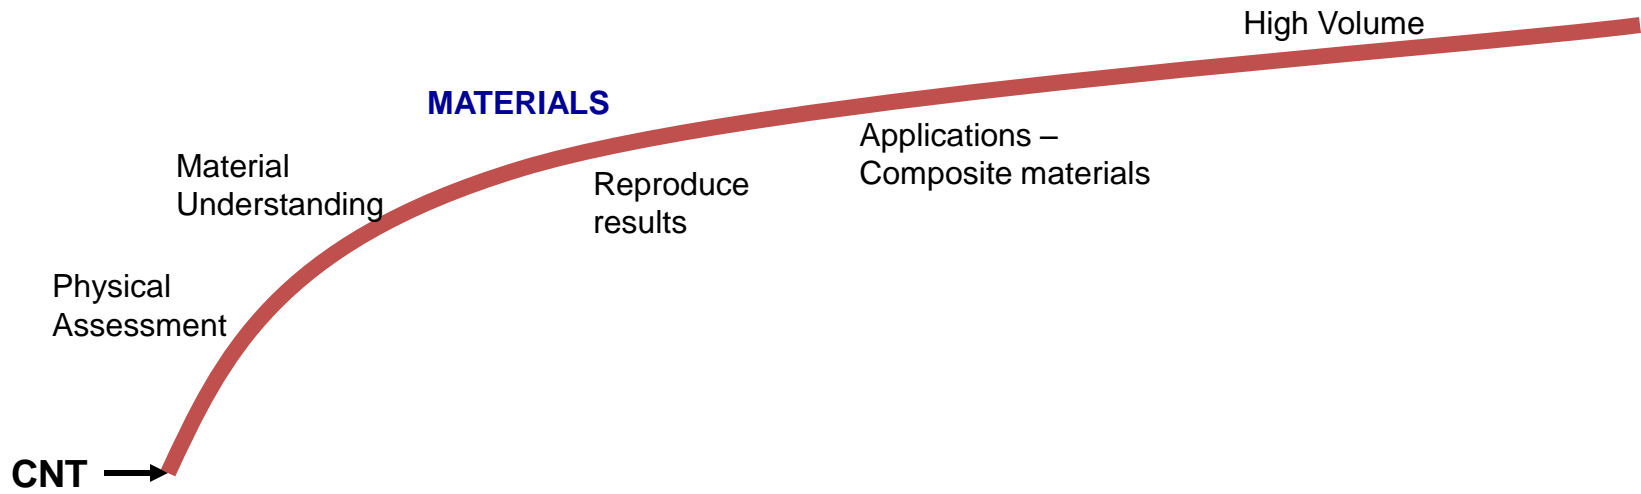 High Volume
MATERIALS
Applications –
Composite materials
Material
Understanding
Reproduce
results
Physical
Assessment
CNT